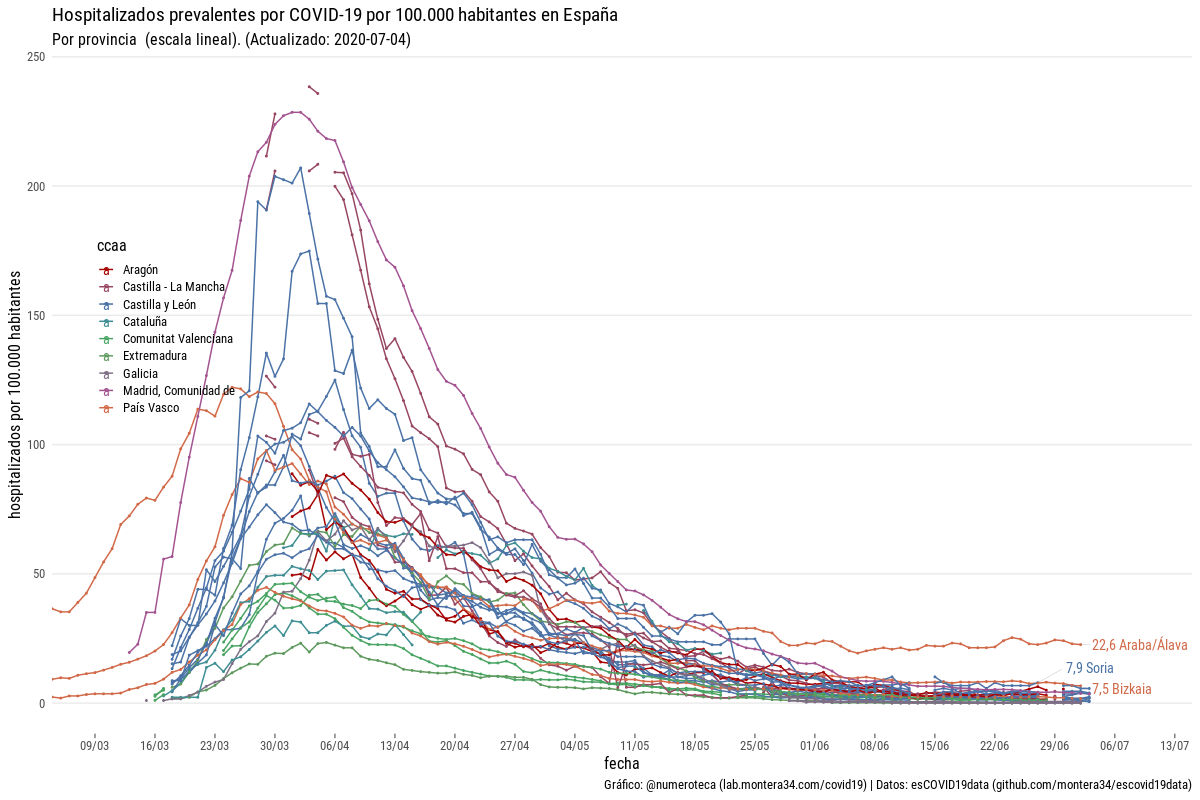 Hospitalizados prevalentes por COVID-19 por 100.000 habitantes en España
Por provincia  (escala lineal). (Actualizado: 2020-07-04)
hospitalizados por 100.000 habitantes
250
200
150
100
50
0
ccaa
Aragón
Castilla - La Mancha
Castilla y León
Cataluña
Comunitat Valenciana
Extremadura
Galicia
Madrid, Comunidad de
País Vasco
22,6 Araba/Álava
7,9 Soria
7,5 Bizkaia
09/03 16/03 23/03 30/03 06/04 13/04 20/04 27/04 04/05 11/05 18/05 25/05 01/06 08/06 15/06 22/06 29/06 06/07 13/07
fecha
Gráfico: @numeroteca (lab.montera34.com/covid19) | Datos: esCOVID19data (github.com/montera34/escovid19data)